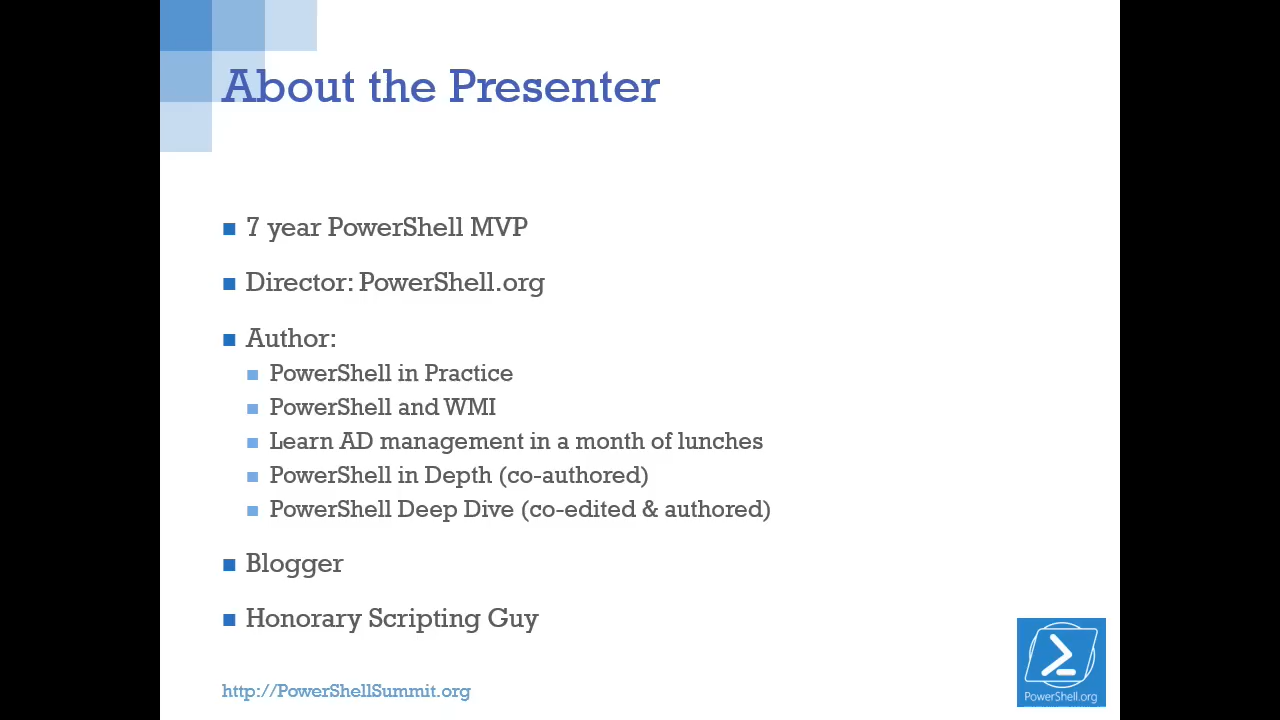 About the Presenter
7 year PowerShell MVP
Director: PowerShell.org
Author:
PowerShell in Practice
PowerShell and WMI
Learn AD management in a month of lunches
PowerShell in Depth (co-authored)
PowerShell Deep Dive (co-edited & authored)
Blogger
Honorary Scripting Guy
http://PowerShellSummit.org
PowerShell.org